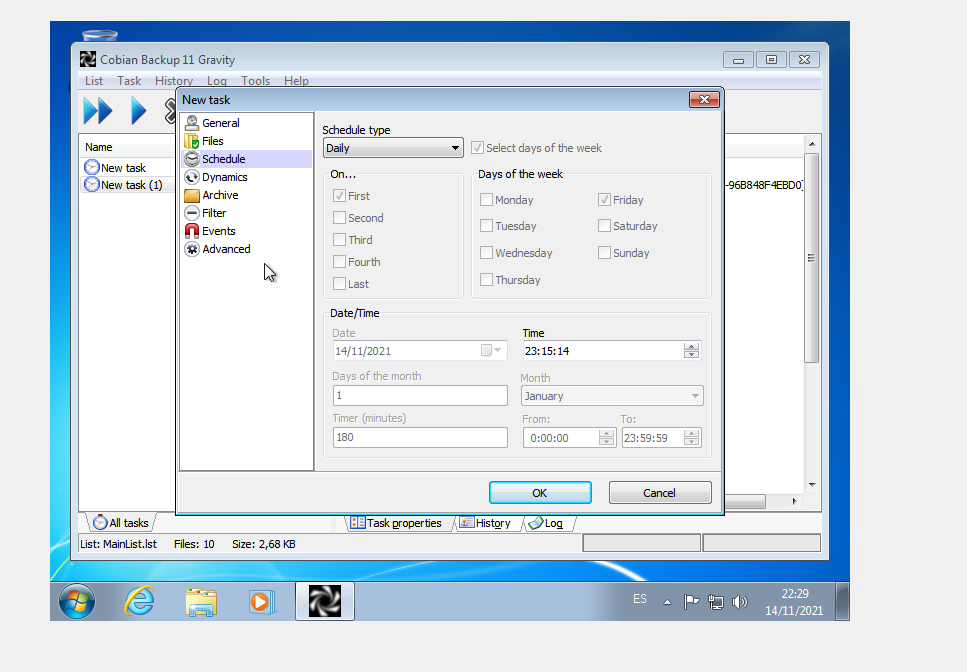 Cobian Backup 11 Gravity
List Task History Log Tools Help
New task
Name
New task
New task (1)
-96B848F4EBD0}
General
Files
Schedule
Dynamics
Archive
Filter
Events
Advanced
Schedule type
Daily
Select days of the week
On...
First
Second
Third
Fourth
Last
Days of the week
Monday
Tuesday
Wednesday
Thursday
Friday
Saturday
Sunday
Date/Time
Date
14/11/2021
Time
23:15:14
Days of the month
1
Month
January
Timer (minutes)
180
From:
0:00:00
To:
23:59:59
OK
Cancel
All tasks
Task properties
History
Log
List: MainList.lst Files: 10 Size: 2,68 KB
ES
22:29
14/11/2021